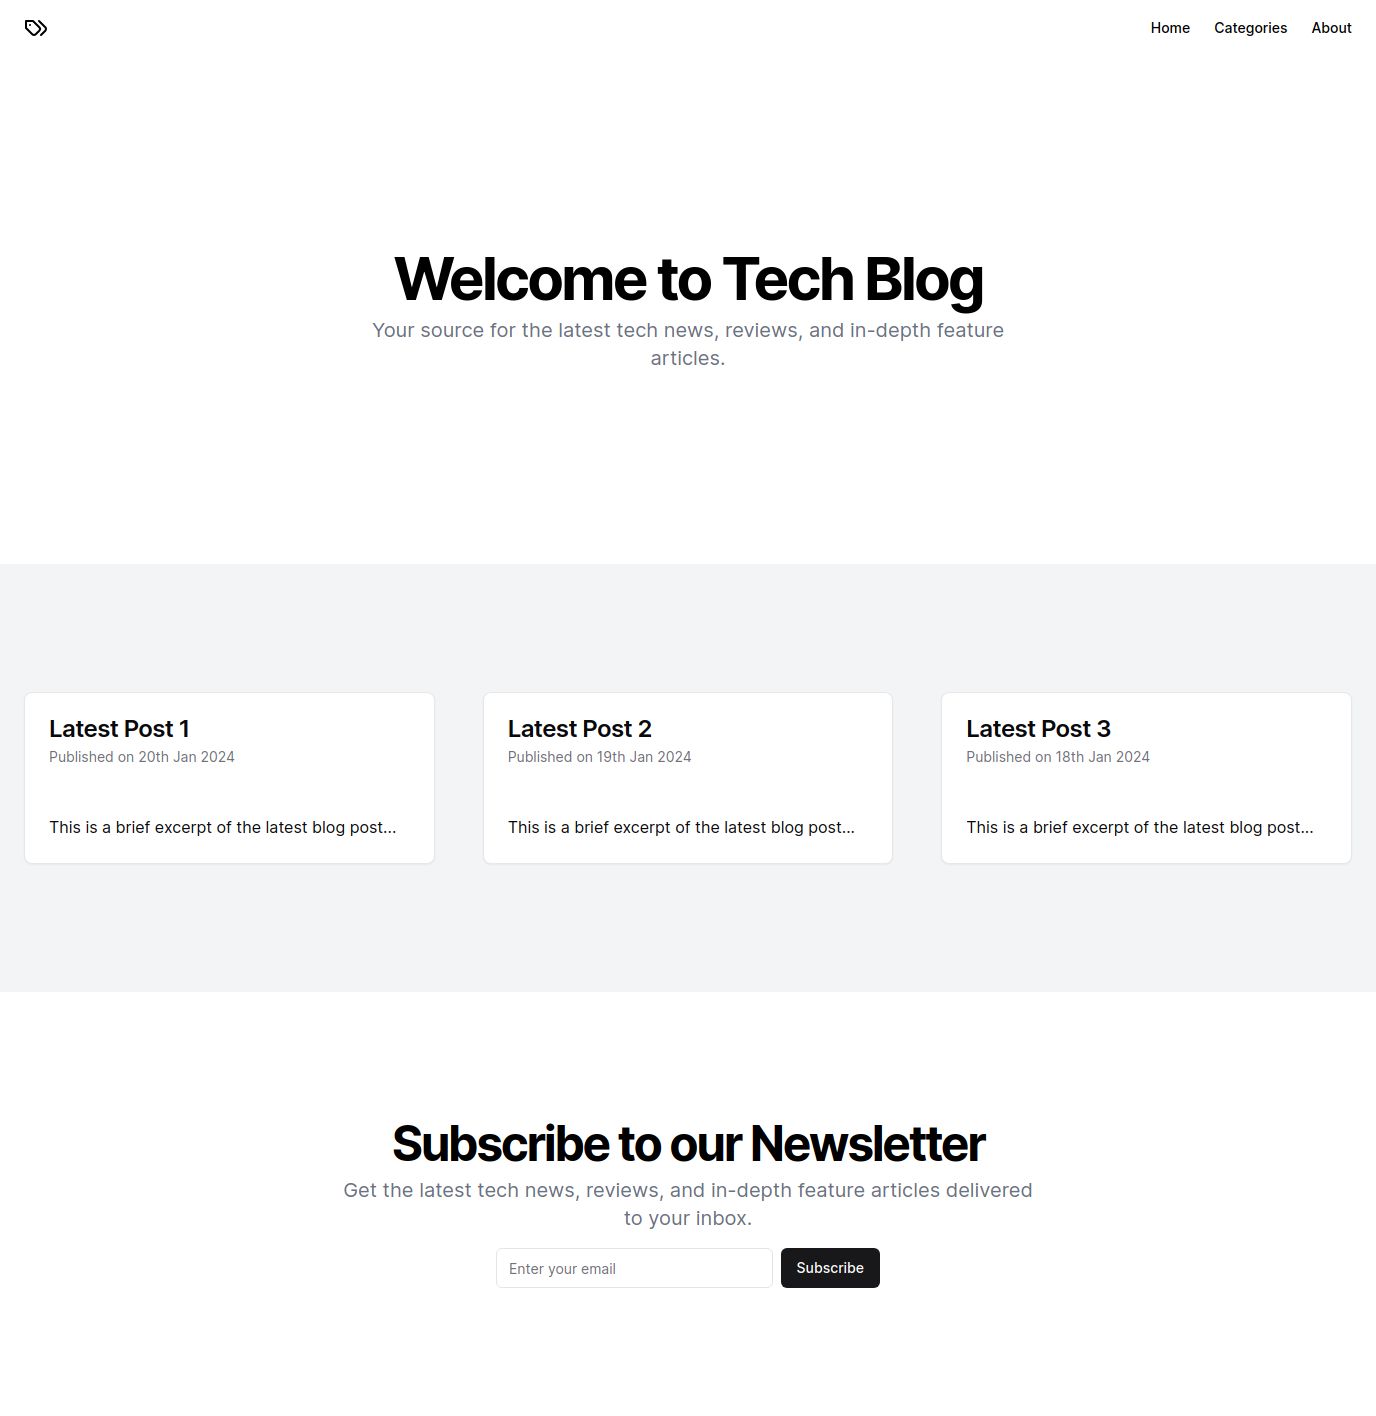 Home Categories About
Welcome to Tech Blog
Your source for the latest tech news, reviews, and in-depth feature
articles.
Latest Post 1
Published on 20th Jan 2024
This is a brief excerpt of the latest blog post...
Latest Post 2
Published on 19th Jan 2024
This is a brief excerpt of the latest blog post...
Latest Post 3
Published on 18th Jan 2024
This is a brief excerpt of the latest blog post...
Subscribe to our Newsletter
Get the latest tech news, reviews, and in-depth feature articles delivered
to your inbox.
Enter your email
Subscribe